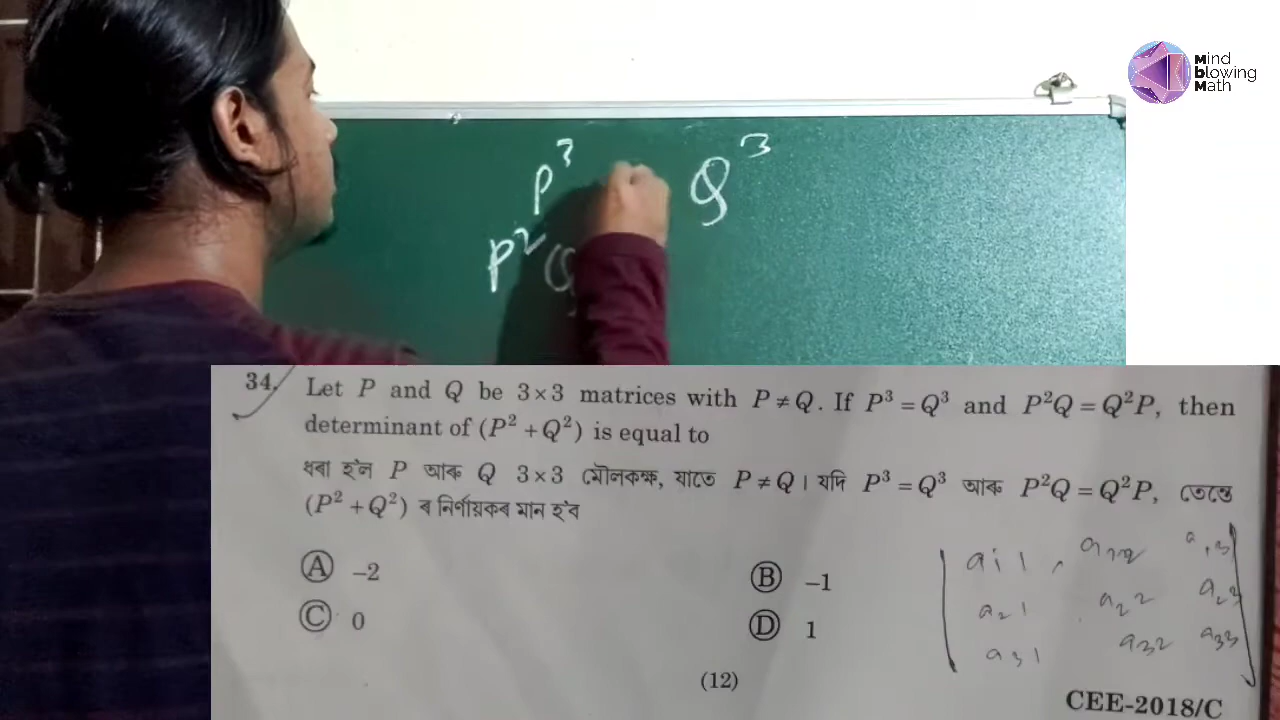 Mind
blowing
Math
P³ Q³
P²Q
34. Let P and Q be 3×3 matrices with P ≠ Q. If P³ = Q³ and P²Q = Q²P, then
determinant of (P² + Q²) is equal to
ধৰা হ'ল P আৰু Q 3×3 মৌলকক্ষ, যাতে P ≠ Q। যদি P³ = Q³ আৰু P²Q = Q²P, তেন্তে
(P² + Q²) ৰ নিৰ্ণায়কৰ মান হ'ব
Ⓐ –2 Ⓑ –1
Ⓒ 0 Ⓓ 1
a11, a12 a13
a21 a22 a23
a31 a32 a33
(12)
CEE-2018/C